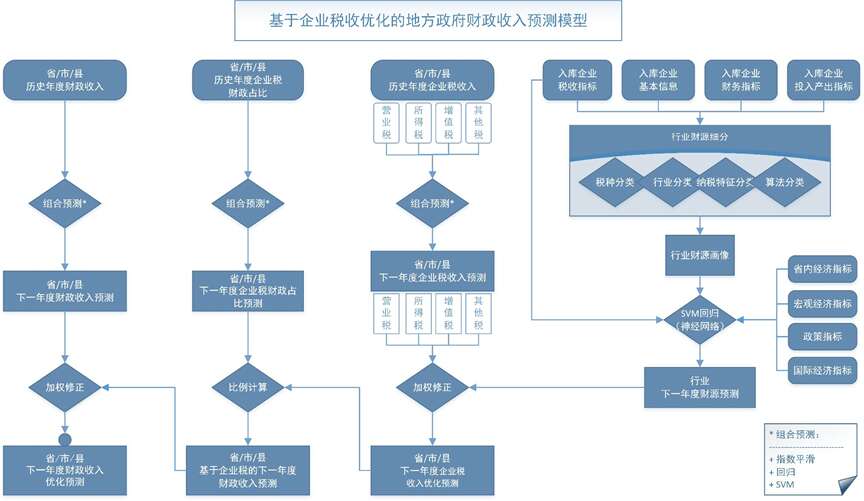 基于企业税收优化的地方政府财政收入预测模型
省/市/县
历史年度财政收入
组合预测*
省/市/县
下一年度财政收入预测
加权修正
省/市/县
下一年度财政收入
优化预测
省/市/县
历史年度企业税
财政占比
组合预测*
省/市/县
下一年度企业税财政占
比预测
比例计算
省/市/县
基于企业税的下一年度
财政收入预测
省/市/县
历史年度企业税收入
营业税
所得税
增值税
其他税
组合预测*
省/市/县
下一年度企业税收入预测
营业税
所得税
增值税
其他税
加权修正
省/市/县
下一年度企业税
收入优化预测
入库企业
税收指标
入库企业
基本信息
入库企业
财务指标
入库企业
投入产出指标
行业财源细分
税种分类
行业分类
纳税特征分类
算法分类
行业财源画像
SVM回归
（神经网络）
省内经济指标
宏观经济指标
政策指标
国际经济指标
行业
下一年度财源预测
* 组合预测：
+ 指数平滑
+ 回归
+ SVM